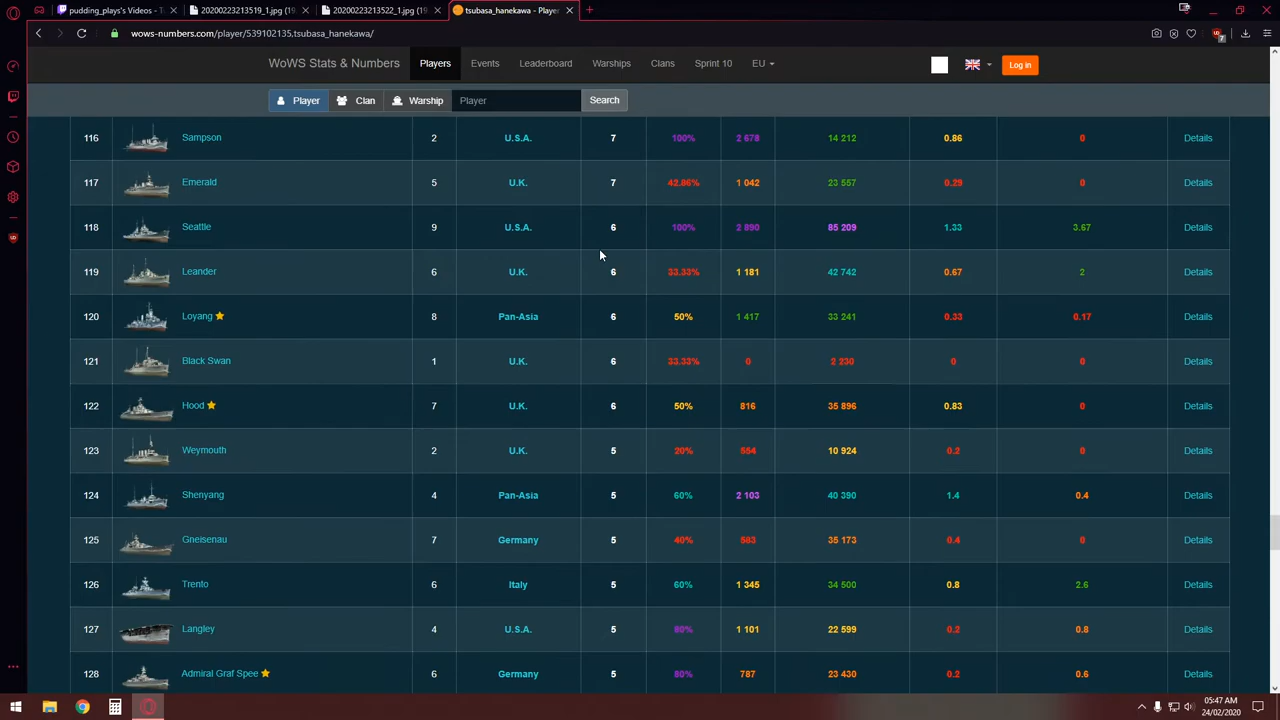 pudding_plays's Videos - T
20200223213519_1.jpg (19
20200223213522_1.jpg (19
tsubasa_hanekawa - Player
wows-numbers.com/player/539102135,tsubasa_hanekawa/
7
WoWS Stats & Numbers Players Events Leaderboard Warships Clans Sprint 10 EU Log in
Player Clan Warship Player Search
116 Sampson 2 U.S.A. 7 100% 2 678 14 212 0.86 0 Details
117 Emerald 5 U.K. 7 42.86% 1 042 23 557 0.29 0 Details
118 Seattle 9 U.S.A. 6 100% 2 890 85 209 1.33 3.67 Details
119 Leander 6 U.K. 6 33.33% 1 181 42 742 0.67 2 Details
120 Loyang 8 Pan-Asia 6 50% 1 417 33 241 0.33 0.17 Details
121 Black Swan 1 U.K. 6 33.33% 0 2 230 0 0 Details
122 Hood 7 U.K. 6 50% 816 35 896 0.83 0 Details
123 Weymouth 2 U.K. 5 20% 554 10 924 0.2 0 Details
124 Shenyang 4 Pan-Asia 5 60% 2 103 40 390 1.4 0.4 Details
125 Gneisenau 7 Germany 5 40% 583 35 173 0.4 0 Details
126 Trento 6 Italy 5 60% 1 345 34 500 0.8 2.6 Details
127 Langley 4 U.S.A. 5 80% 1 101 22 599 0.2 0.8 Details
128 Admiral Graf Spee 6 Germany 5 80% 787 23 430 0.2 0.6 Details
05:47 AM
24/02/2020